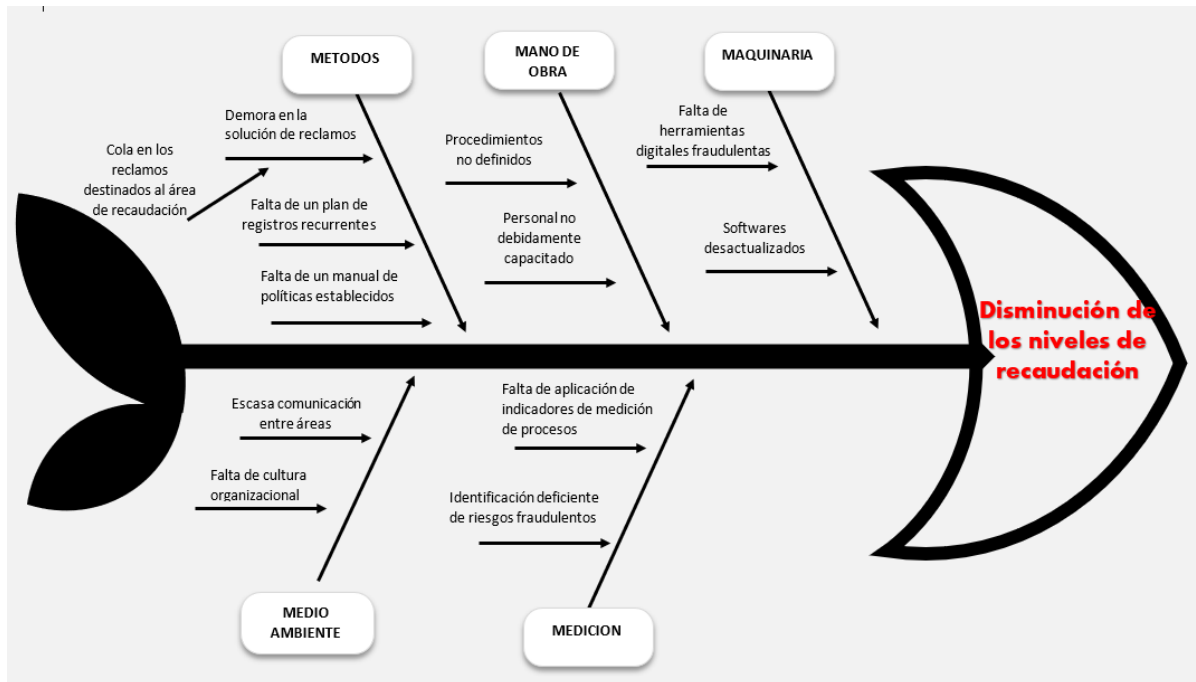 METODOS
MANO DE
OBRA
MAQUINARIA
Demora en la
solución de reclamos
Cola en los
reclamos
destinados al área
de recaudación
Falta de un plan de
registros recurrentes
Falta de un manual de
políticas establecidos
Procedimientos
no definidos
Personal no
debidamente
capacitado
Falta de
herramientas
digitales fraudulentas
Softwares
desactualizados
Disminución de
los niveles de
recaudación
Escasa comunicación
entre áreas
Falta de cultura
organizacional
Falta de aplicación de
indicadores de medición
de procesos
Identificación deficiente
de riesgos fraudulentos
MEDIO
AMBIENTE
MEDICION